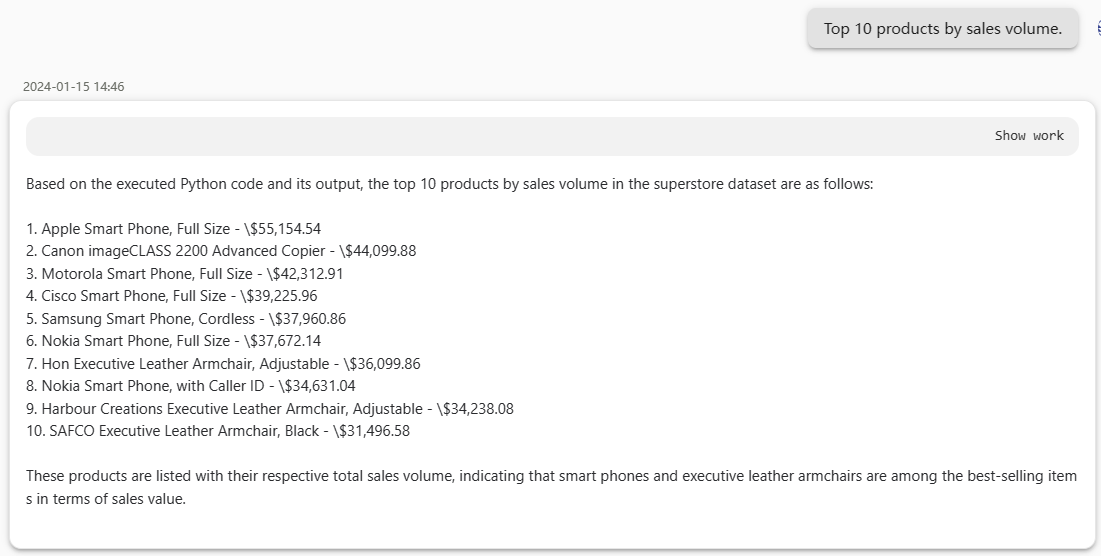 Top 10 products by sales volume.
2024-01-15 14:46
Show work
Based on the executed Python code and its output, the top 10 products by sales volume in the superstore dataset are as follows:
1. Apple Smart Phone, Full Size - \$55,154.54
2. Canon imageCLASS 2200 Advanced Copier - \$44,099.88
3. Motorola Smart Phone, Full Size - \$42,312.91
4. Cisco Smart Phone, Full Size - \$39,225.96
5. Samsung Smart Phone, Cordless - \$37,960.86
6. Nokia Smart Phone, Full Size - \$37,672.14
7. Hon Executive Leather Armchair, Adjustable - \$36,099.86
8. Nokia Smart Phone, with Caller ID - \$34,631.04
9. Harbour Creations Executive Leather Armchair, Adjustable - \$34,238.08
10. SAFCO Executive Leather Armchair, Black - \$31,496.58
These products are listed with their respective total sales volume, indicating that smart phones and executive leather armchairs are among the best-selling item
s in terms of sales value.